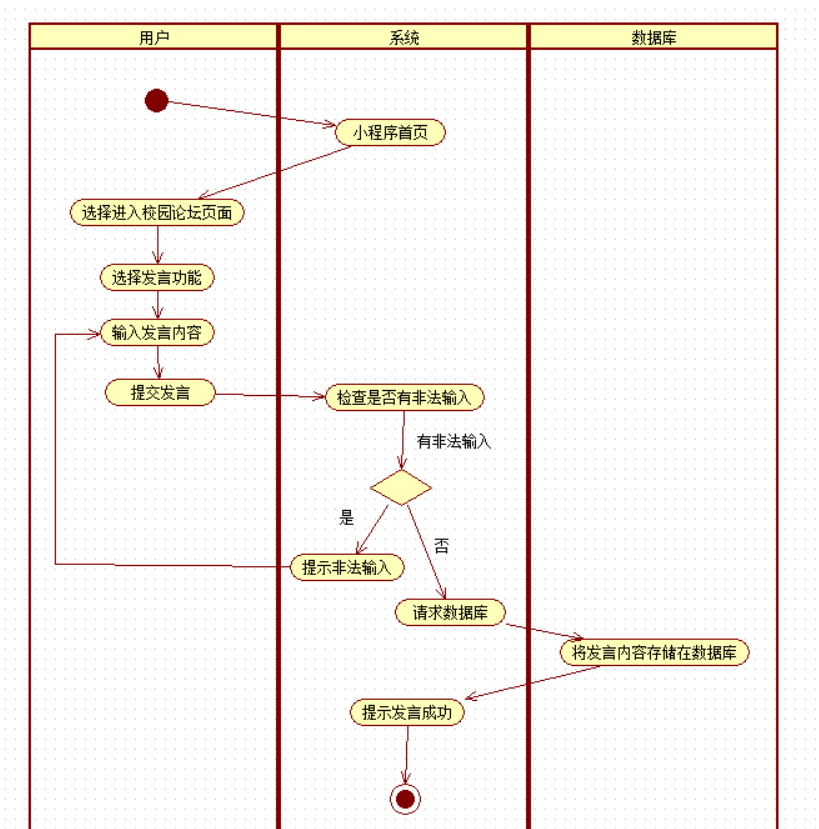 用户
系统
数据库
小程序首页
选择进入校园论坛页面
选择发言功能
输入发言内容
提交发言
检查是否有非法输入
有非法输入
是
否
提示非法输入
请求数据库
将发言内容存储在数据库
提示发言成功